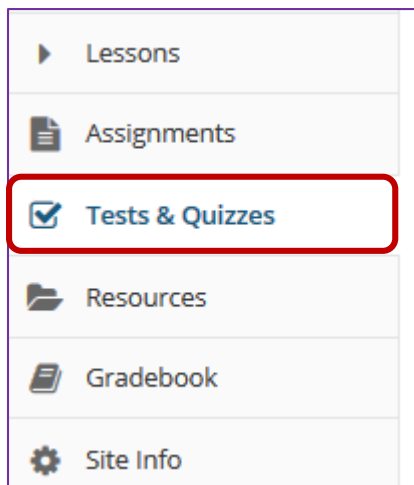 Lessons
Assignments
Tests & Quizzes
Resources
Gradebook
Site Info